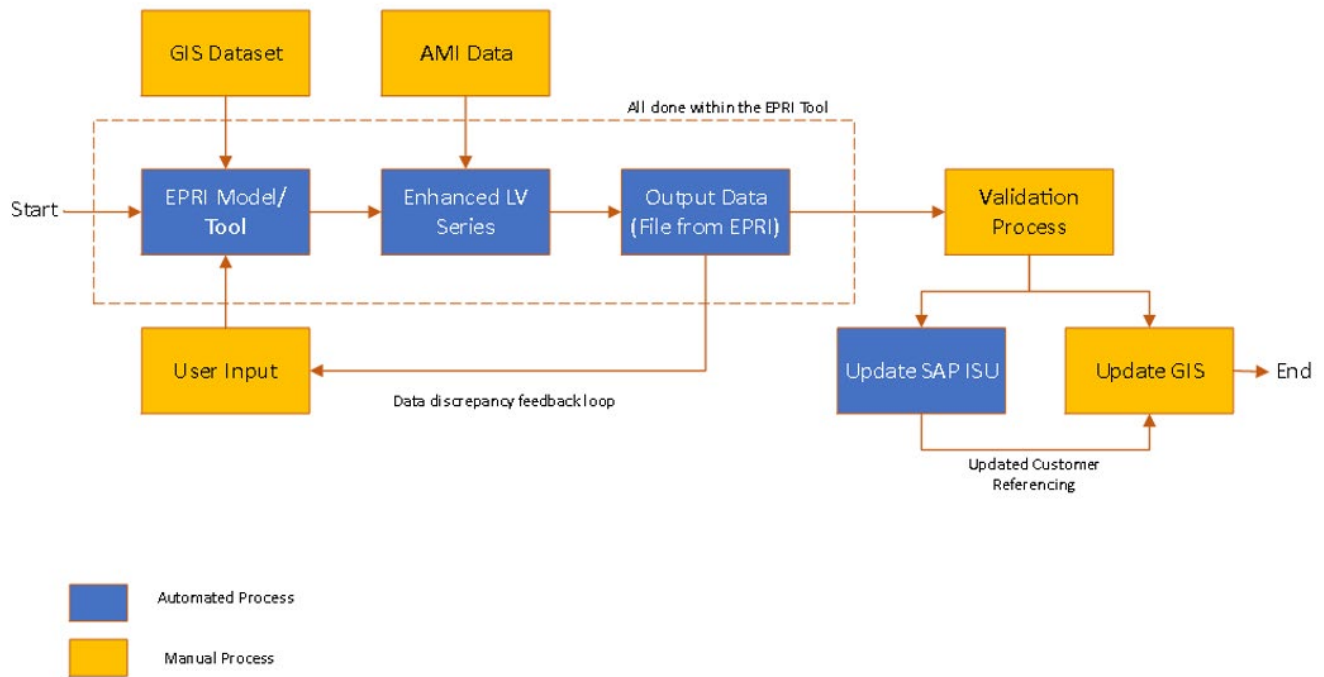 GIS Dataset
AMI Data
All done within the EPRI Tool
Start
EPRI Model/
Tool
Enhanced LV
Series
Output Data
(File from EPRI)
Validation
Process
User Input
Data discrepancy feedback loop
Update SAP ISU
Update GIS
End
Updated Customer
Referencing
Automated Process
Manual Process